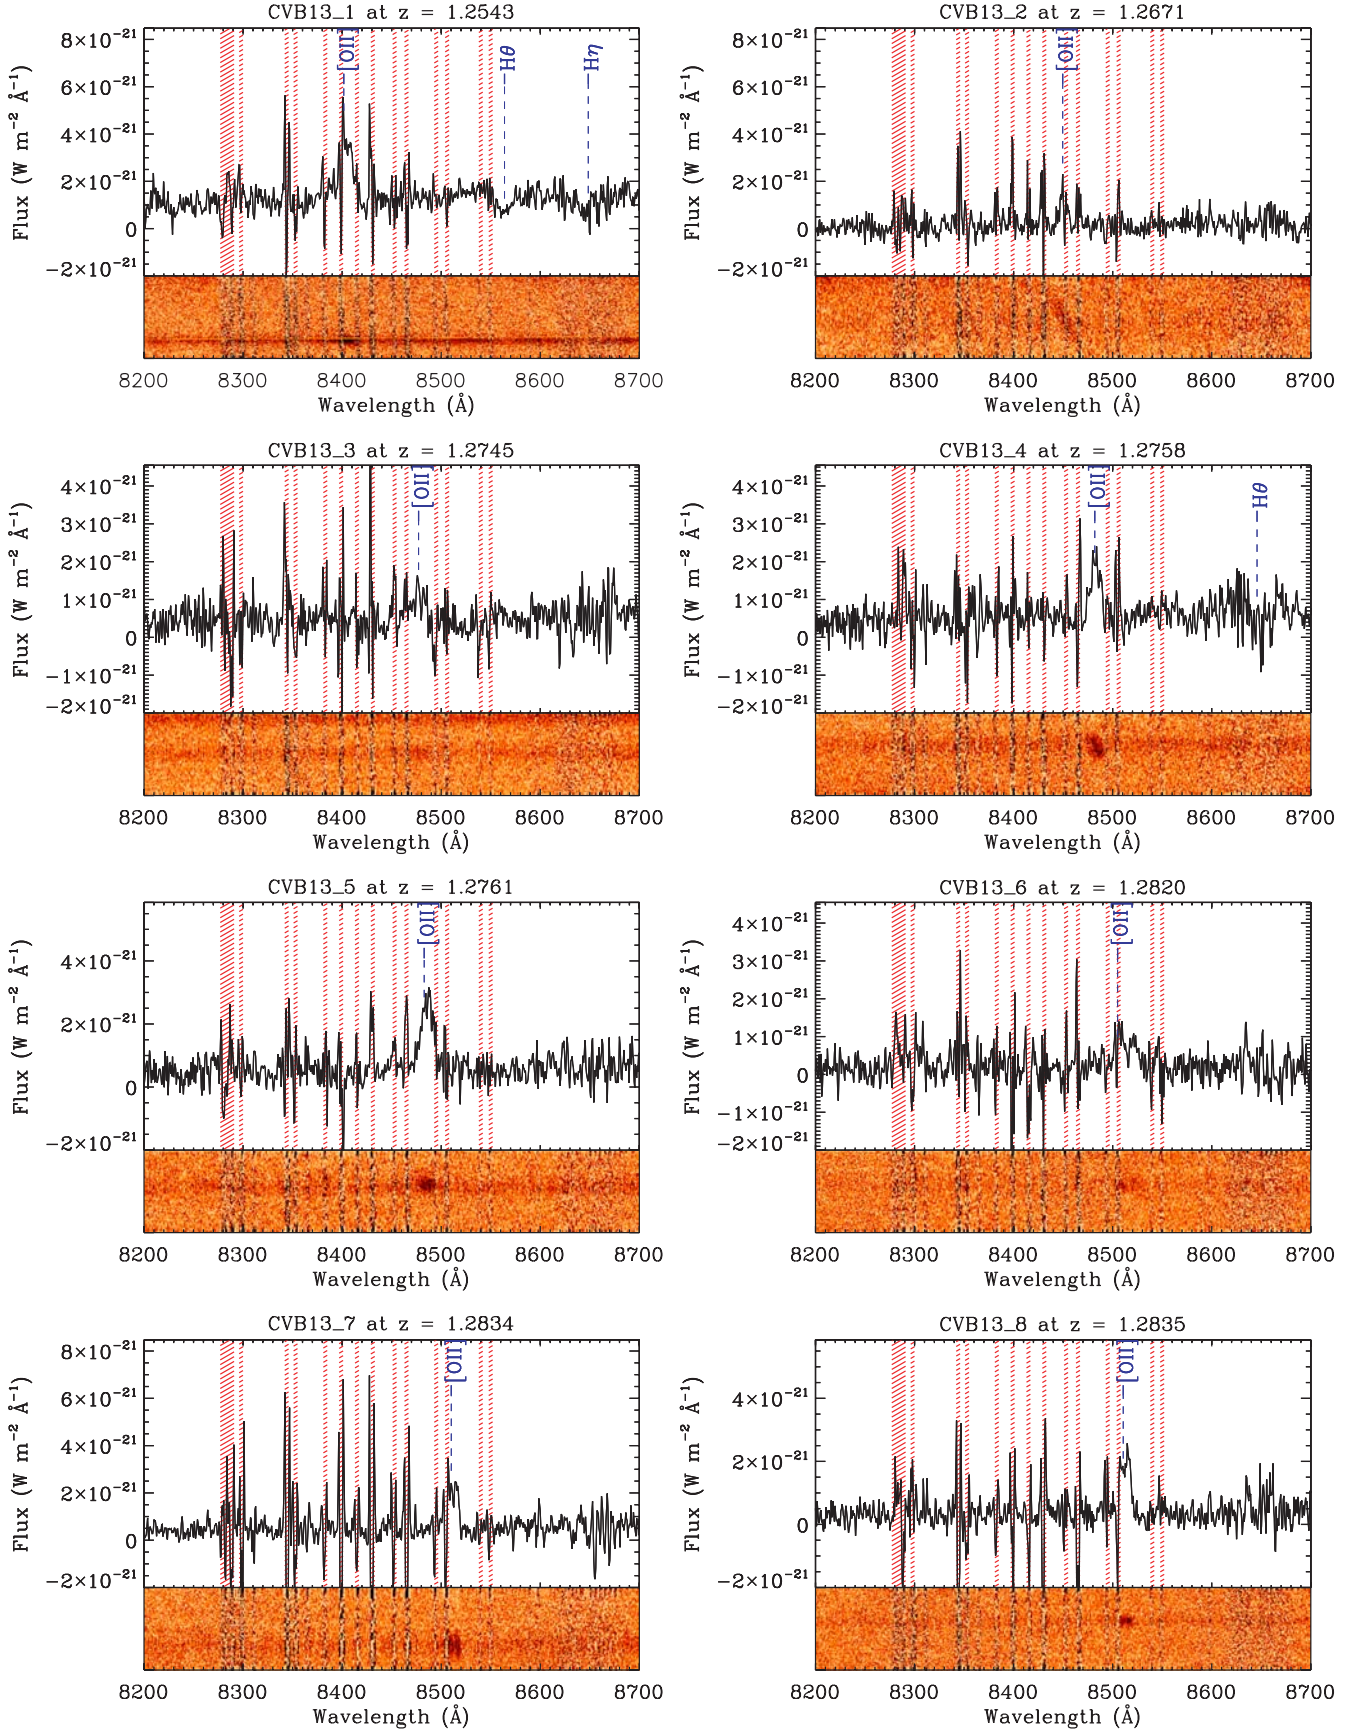 CVB13_1 at z = 1.2543
8×10⁻²¹
6×10⁻²¹
4×10⁻²¹
2×10⁻²¹
0
−2×10⁻²¹
Flux (W m⁻² Å⁻¹)
[OII]
Hθ
Hη
8200 8300 8400 8500 8600 8700
Wavelength (Å)
CVB13_2 at z = 1.2671
8×10⁻²¹
6×10⁻²¹
4×10⁻²¹
2×10⁻²¹
0
−2×10⁻²¹
Flux (W m⁻² Å⁻¹)
[OII]
8200 8300 8400 8500 8600 8700
Wavelength (Å)
CVB13_3 at z = 1.2745
4×10⁻²¹
3×10⁻²¹
2×10⁻²¹
1×10⁻²¹
0
−1×10⁻²¹
−2×10⁻²¹
Flux (W m⁻² Å⁻¹)
[OII]
8200 8300 8400 8500 8600 8700
Wavelength (Å)
CVB13_4 at z = 1.2758
4×10⁻²¹
3×10⁻²¹
2×10⁻²¹
1×10⁻²¹
0
−1×10⁻²¹
−2×10⁻²¹
Flux (W m⁻² Å⁻¹)
[OII]
Hθ
8200 8300 8400 8500 8600 8700
Wavelength (Å)
CVB13_5 at z = 1.2761
4×10⁻²¹
2×10⁻²¹
0
−2×10⁻²¹
Flux (W m⁻² Å⁻¹)
[OII]
8200 8300 8400 8500 8600 8700
Wavelength (Å)
CVB13_6 at z = 1.2820
4×10⁻²¹
3×10⁻²¹
2×10⁻²¹
1×10⁻²¹
0
−1×10⁻²¹
−2×10⁻²¹
Flux (W m⁻² Å⁻¹)
[OII]
8200 8300 8400 8500 8600 8700
Wavelength (Å)
CVB13_7 at z = 1.2834
8×10⁻²¹
6×10⁻²¹
4×10⁻²¹
2×10⁻²¹
0
−2×10⁻²¹
Flux (W m⁻² Å⁻¹)
[OII]
8200 8300 8400 8500 8600 8700
Wavelength (Å)
CVB13_8 at z = 1.2835
4×10⁻²¹
2×10⁻²¹
0
−2×10⁻²¹
Flux (W m⁻² Å⁻¹)
[OII]
8200 8300 8400 8500 8600 8700
Wavelength (Å)